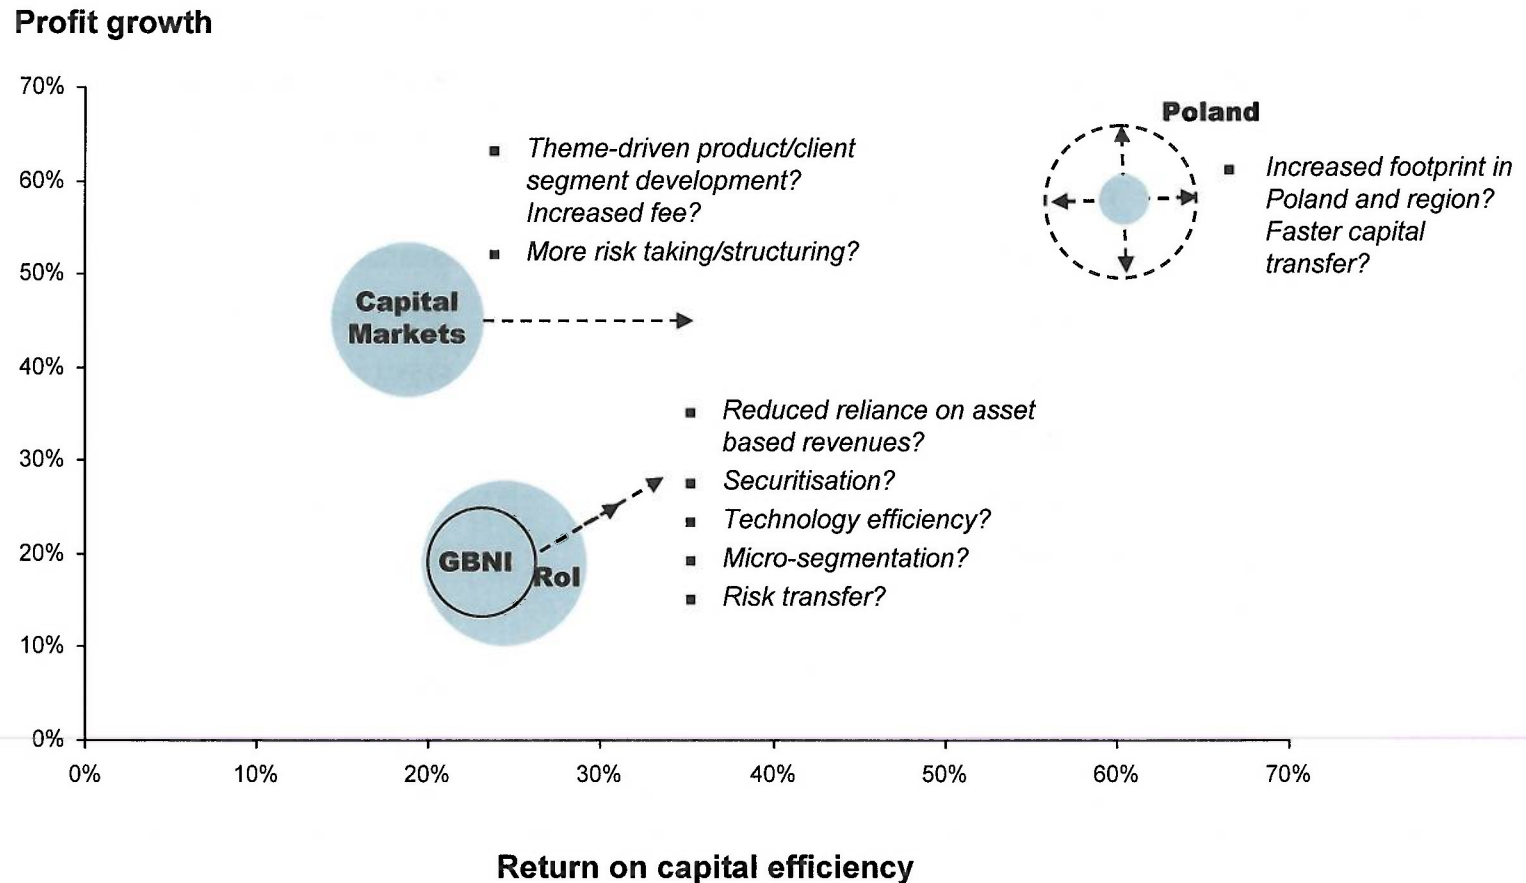 Profit growth
70%
60%
50%
40%
30%
20%
10%
0%
Poland
▪ Theme-driven product/client
segment development?
Increased fee?
▪ More risk taking/structuring?
▪ Increased footprint in
Poland and region?
Faster capital
transfer?
Capital
Markets
▪ Reduced reliance on asset
based revenues?
▪ Securitisation?
▪ Technology efficiency?
▪ Micro-segmentation?
▪ Risk transfer?
GBNI
RoI
0% 10% 20% 30% 40% 50% 60% 70%
Return on capital efficiency